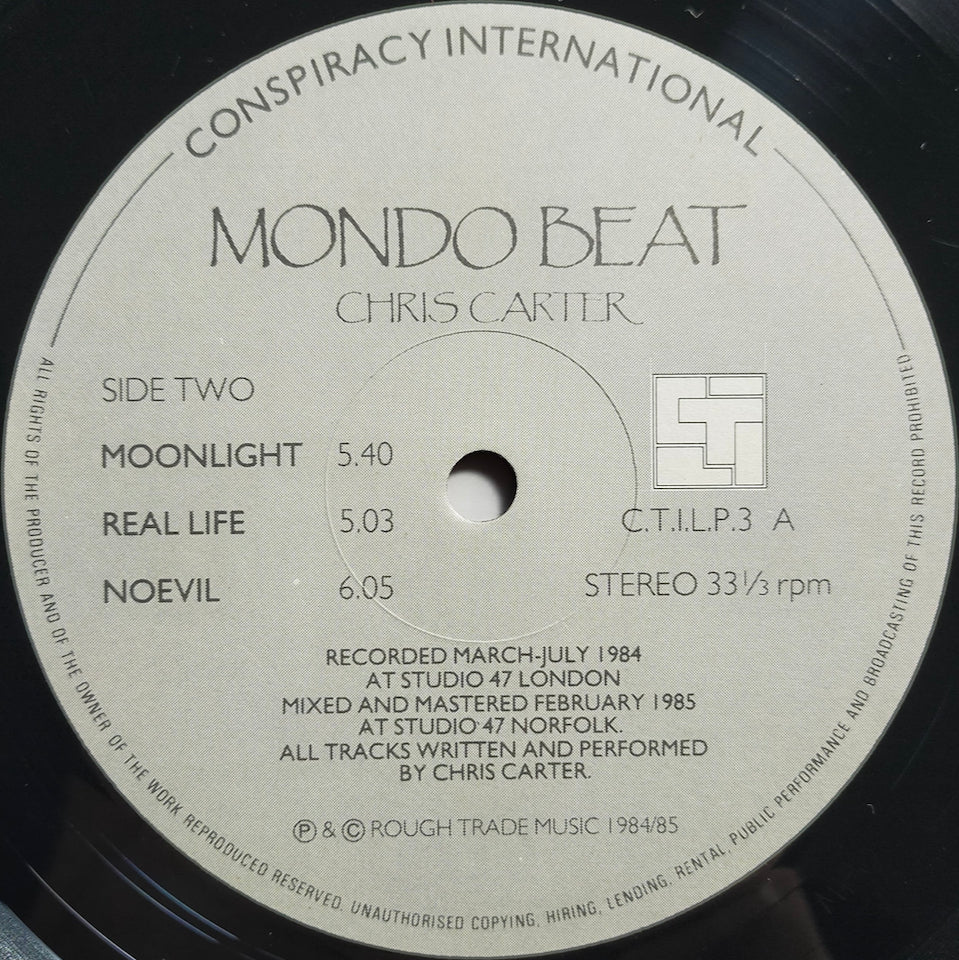 CONSPIRACY INTERNATIONAL
MONDO BEAT
CHRIS CARTER
SIDE TWO
MOONLIGHT 5.40
REAL LIFE 5.03
NOEVIL 6.05
CTI
C.T.I.L.P.3 A
STEREO 33⅓ rpm
RECORDED MARCH-JULY 1984
AT STUDIO 47 LONDON
MIXED AND MASTERED FEBRUARY 1985
AT STUDIO 47 NORFOLK.
ALL TRACKS WRITTEN AND PERFORMED
BY CHRIS CARTER.
Ⓟ & © ROUGH TRADE MUSIC 1984/85
ALL RIGHTS OF THE PRODUCER AND OF THE OWNER OF THE WORK REPRODUCED RESERVED. UNAUTHORISED COPYING, HIRING, LENDING, RENTAL, PUBLIC PERFORMANCE AND BROADCASTING OF THIS RECORD PROHIBITED